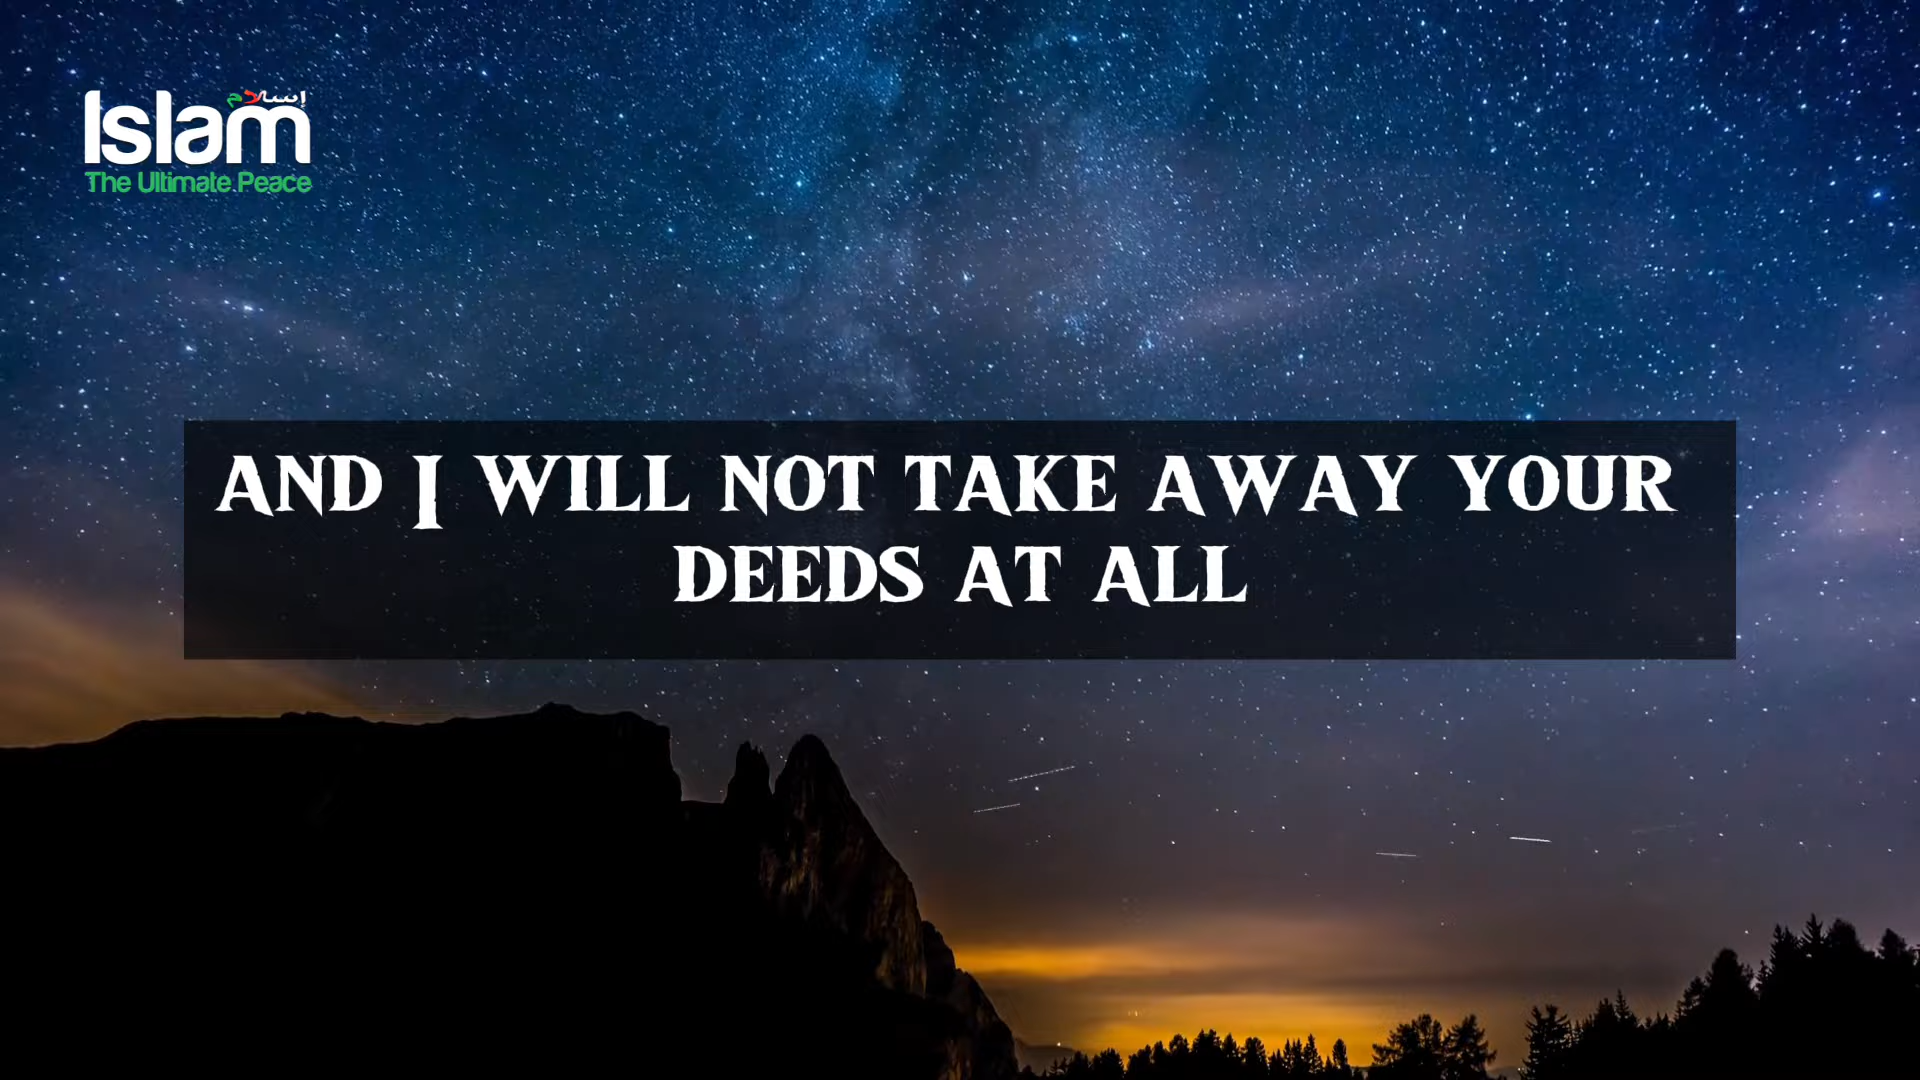 إسلام
Islam
The Ultimate Peace
AND I WILL NOT TAKE AWAY YOUR
DEEDS AT ALL